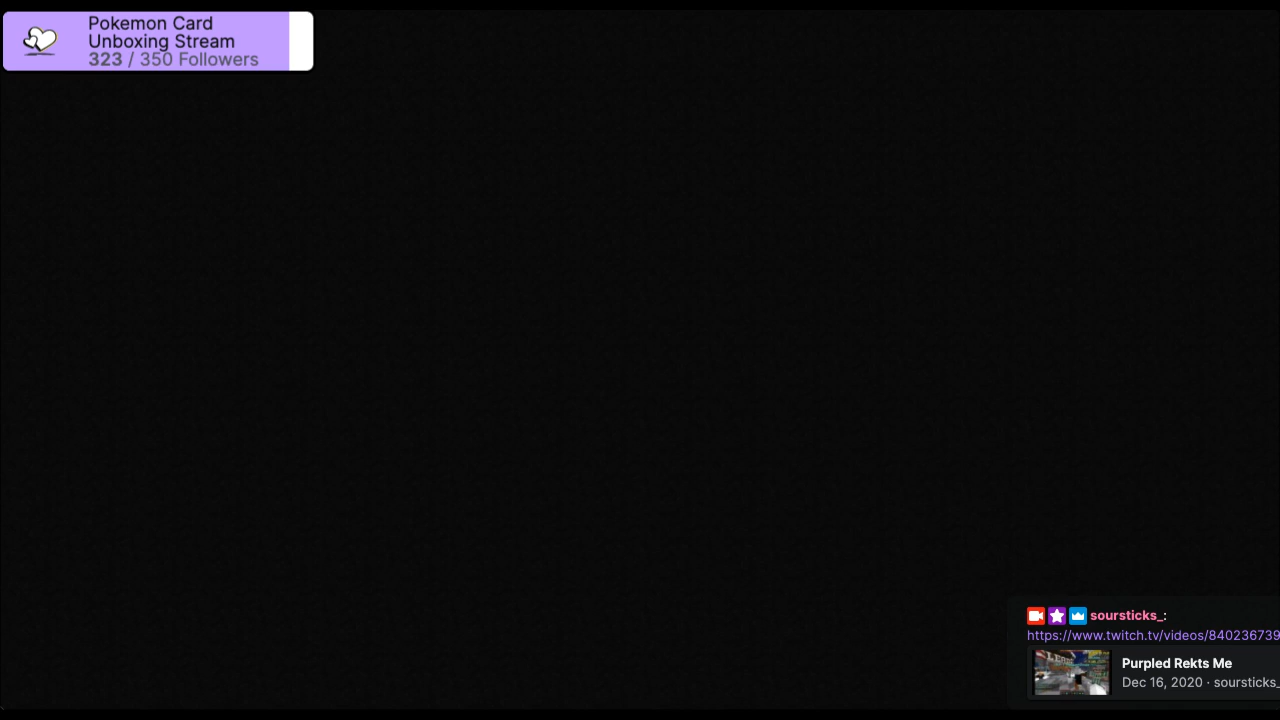 Pokemon Card
Unboxing Stream
323 / 350 Followers
soursticks_:
https://www.twitch.tv/videos/840236739
Purpled Rekts Me
Dec 16, 2020 · soursticks_